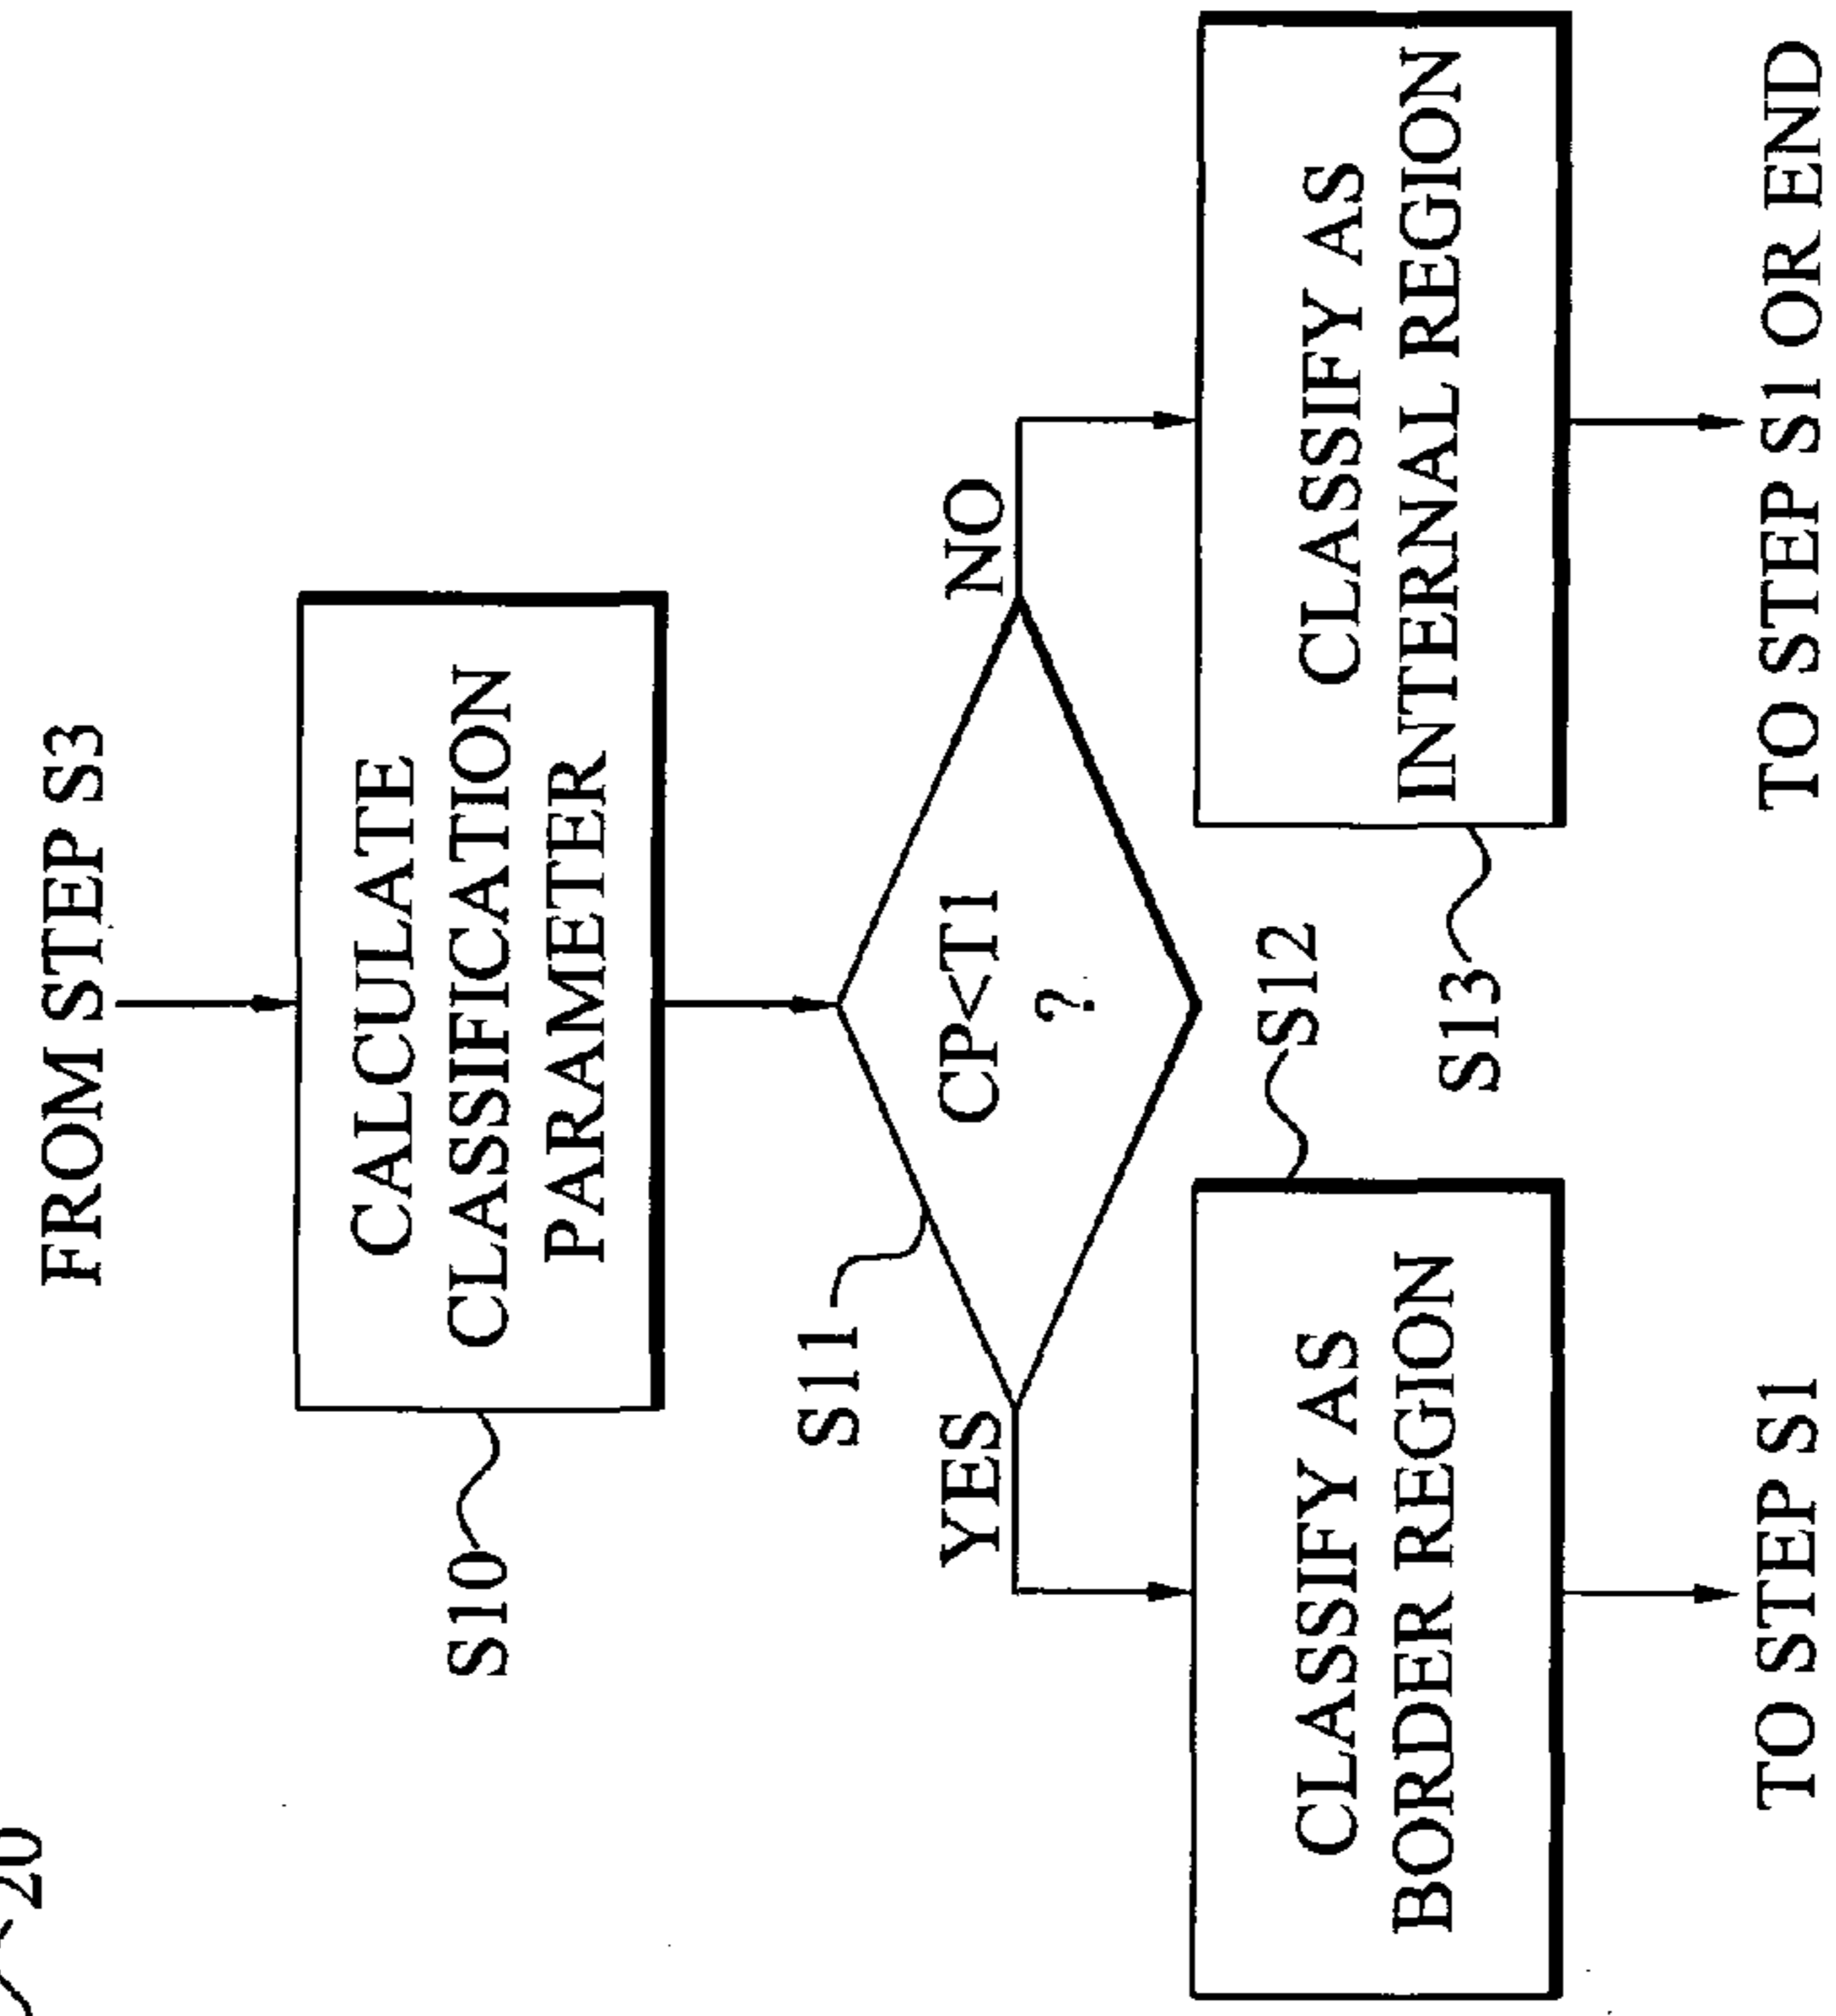 20
FROM STEP S3
CALCULATE
CLASSIFICATION
PARAMETER
S10
S11
CP<T1
?
YES
NO
S12
CLASSIFY AS
BORDER REGION
S13
CLASSIFY AS
INTERNAL REGION
TO STEP S1
TO STEP S1 OR END